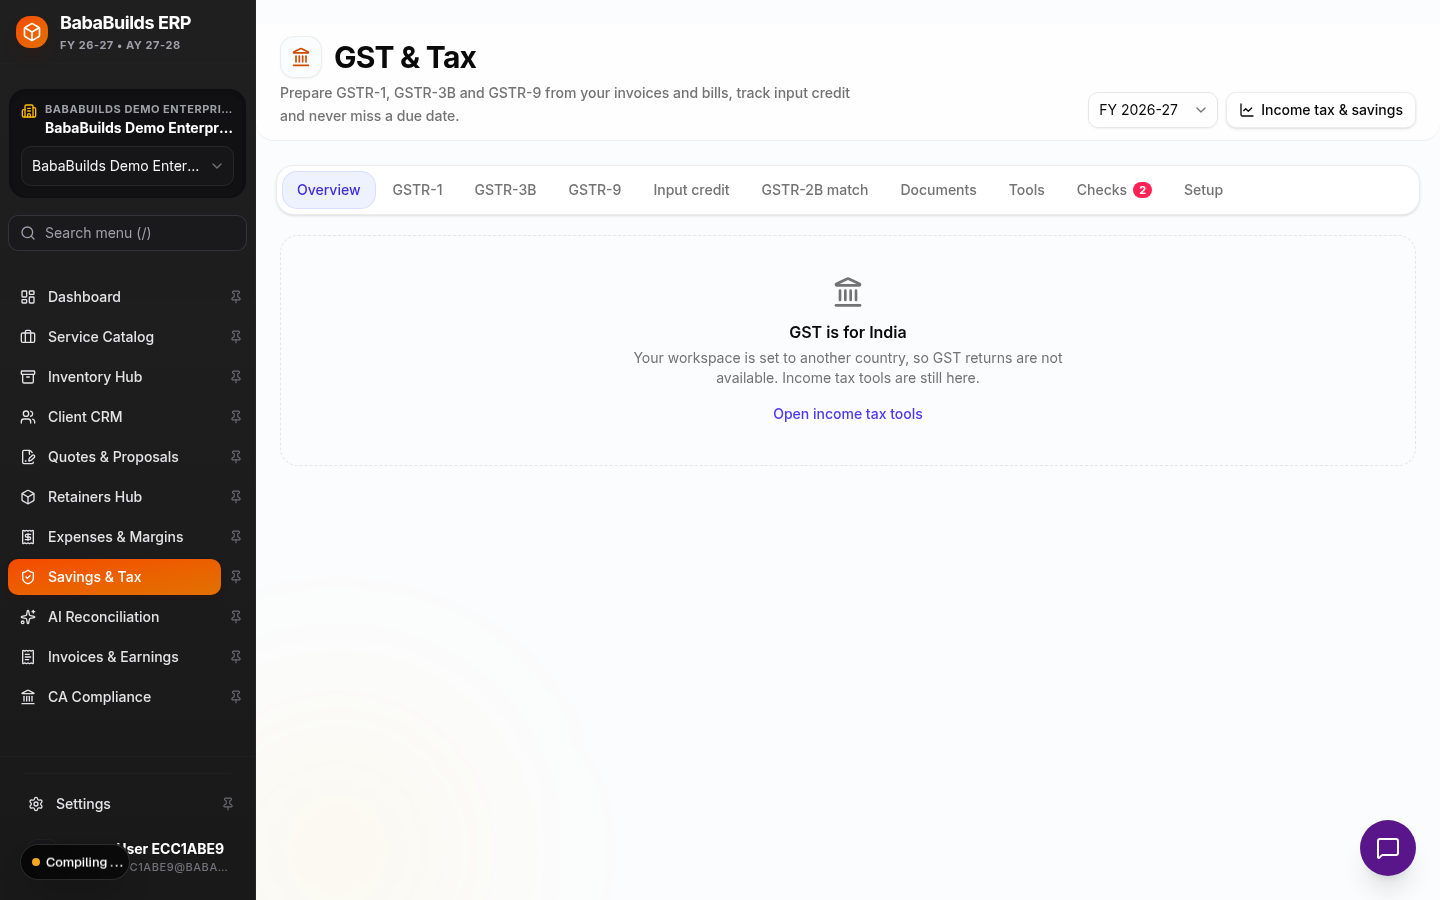 BabaBuilds ERP
FY 26-27 • AY 27-28
BABABUILDS DEMO ENTERPRI...
BabaBuilds Demo Enterpr...
BabaBuilds Demo Enter...
Search menu (/)
Dashboard
Service Catalog
Inventory Hub
Client CRM
Quotes & Proposals
Retainers Hub
Expenses & Margins
Savings & Tax
AI Reconciliation
Invoices & Earnings
CA Compliance
Settings
User ECC1ABE9
C1ABE9@BABA...
Compiling ...
GST & Tax
Prepare GSTR-1, GSTR-3B and GSTR-9 from your invoices and bills, track input credit
and never miss a due date.
FY 2026-27
Income tax & savings
Overview GSTR-1 GSTR-3B GSTR-9 Input credit GSTR-2B match Documents Tools Checks 2 Setup
GST is for India
Your workspace is set to another country, so GST returns are not
available. Income tax tools are still here.
Open income tax tools